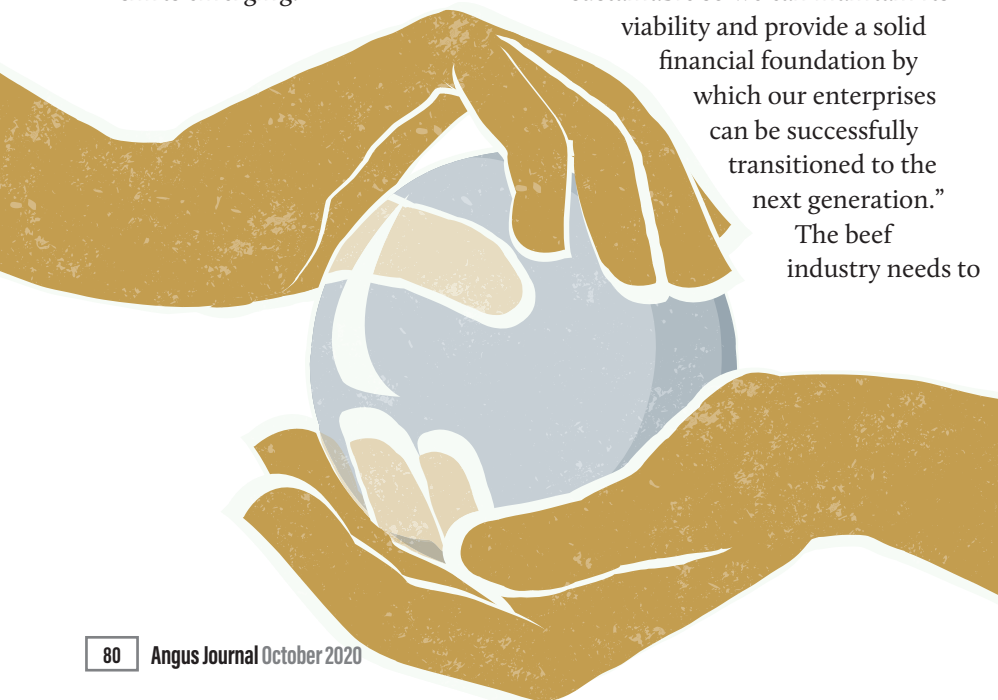 viability and provide a solid
financial foundation by
which our enterprises
can be successfully
transitioned to the
next generation.”
The beef
industry needs to
80 Angus Journal October 2020